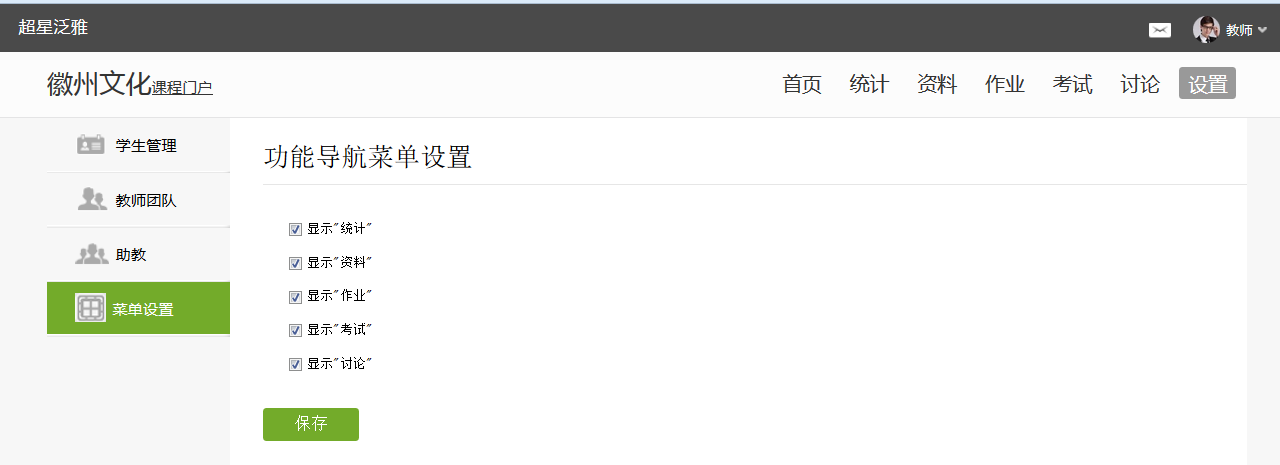 超星泛雅
教师
徽州文化课程门户
首页 统计 资料 作业 考试 讨论 设置
学生管理
教师团队
助教
菜单设置
功能导航菜单设置
显示"统计"
显示"资料"
显示"作业"
显示"考试"
显示"讨论"
保存